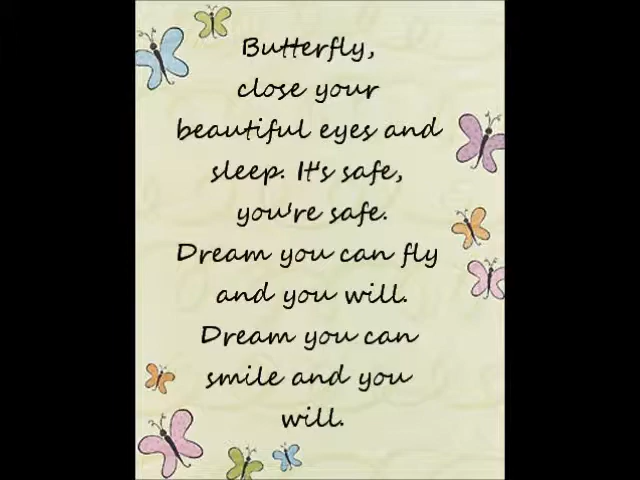 Butterfly,
close your
beautiful eyes and
sleep. It's safe,
you're safe.
Dream you can fly
and you will.
Dream you can
smile and you
will.